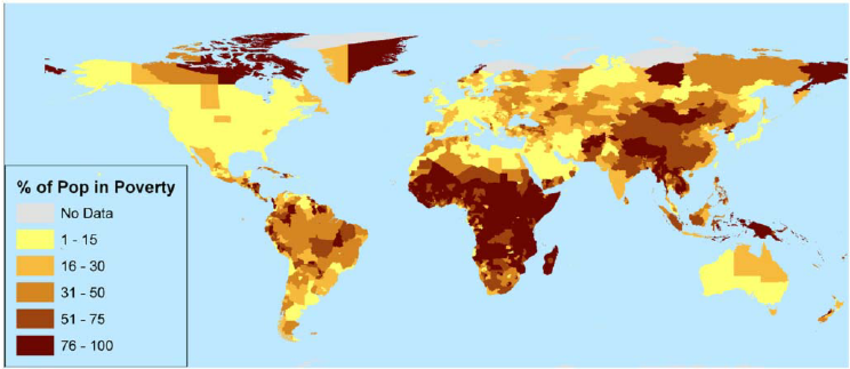 % of Pop in Poverty
No Data
1 - 15
16 - 30
31 - 50
51 - 75
76 - 100